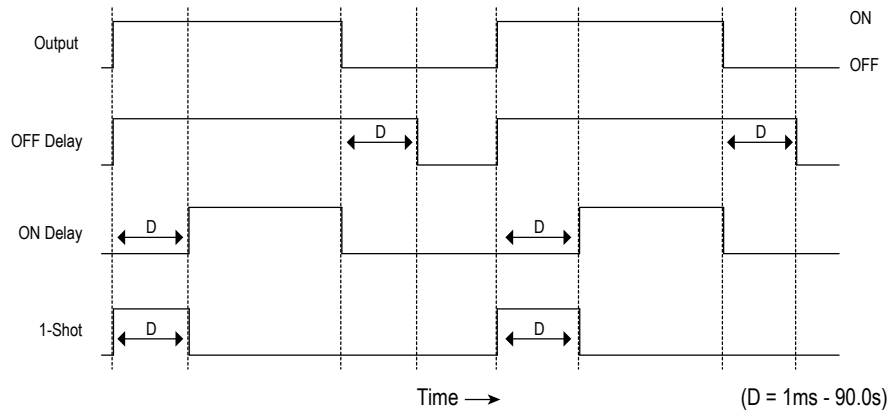 Output
ON
OFF
OFF Delay
D
D
ON Delay
D
D
1-Shot
D
D
Time
(D = 1ms - 90.0s)